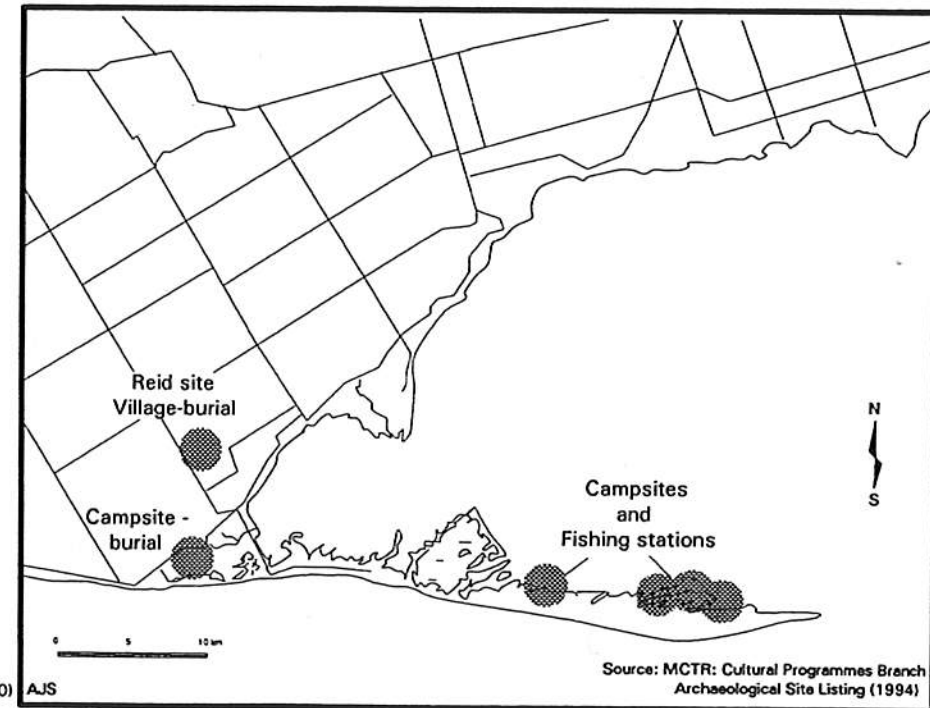 Reid site
Village-burial
Campsite -
burial
Campsites
and
Fishing stations
N
S
0 5 10 km
Source: MCTR: Cultural Programmes Branch
Archaeological Site Listing (1994)
0) AJS